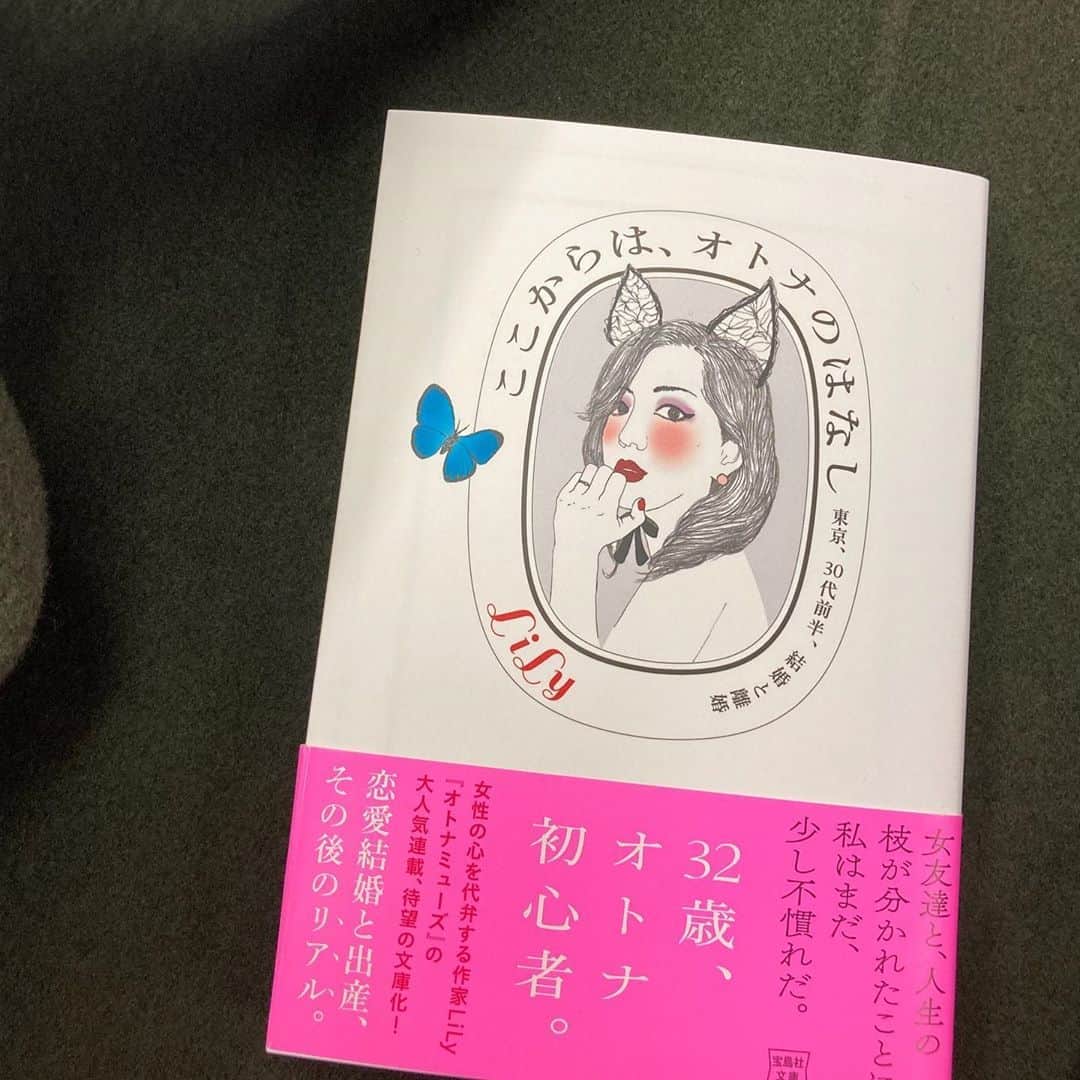 ここからは、オトナのはなし
東京、30代前半、結婚と離婚
LiLy
女友達と、人生の
枝が分かれたことに
私はまだ、
少し不慣れだ。
32歳、
オトナ
初心者。
女性の心を代弁する作家LiLy
『オトナミューズ』の
大人気連載、待望の文庫化！
恋愛結婚と出産、
その後のリアル。
宝島社
文庫